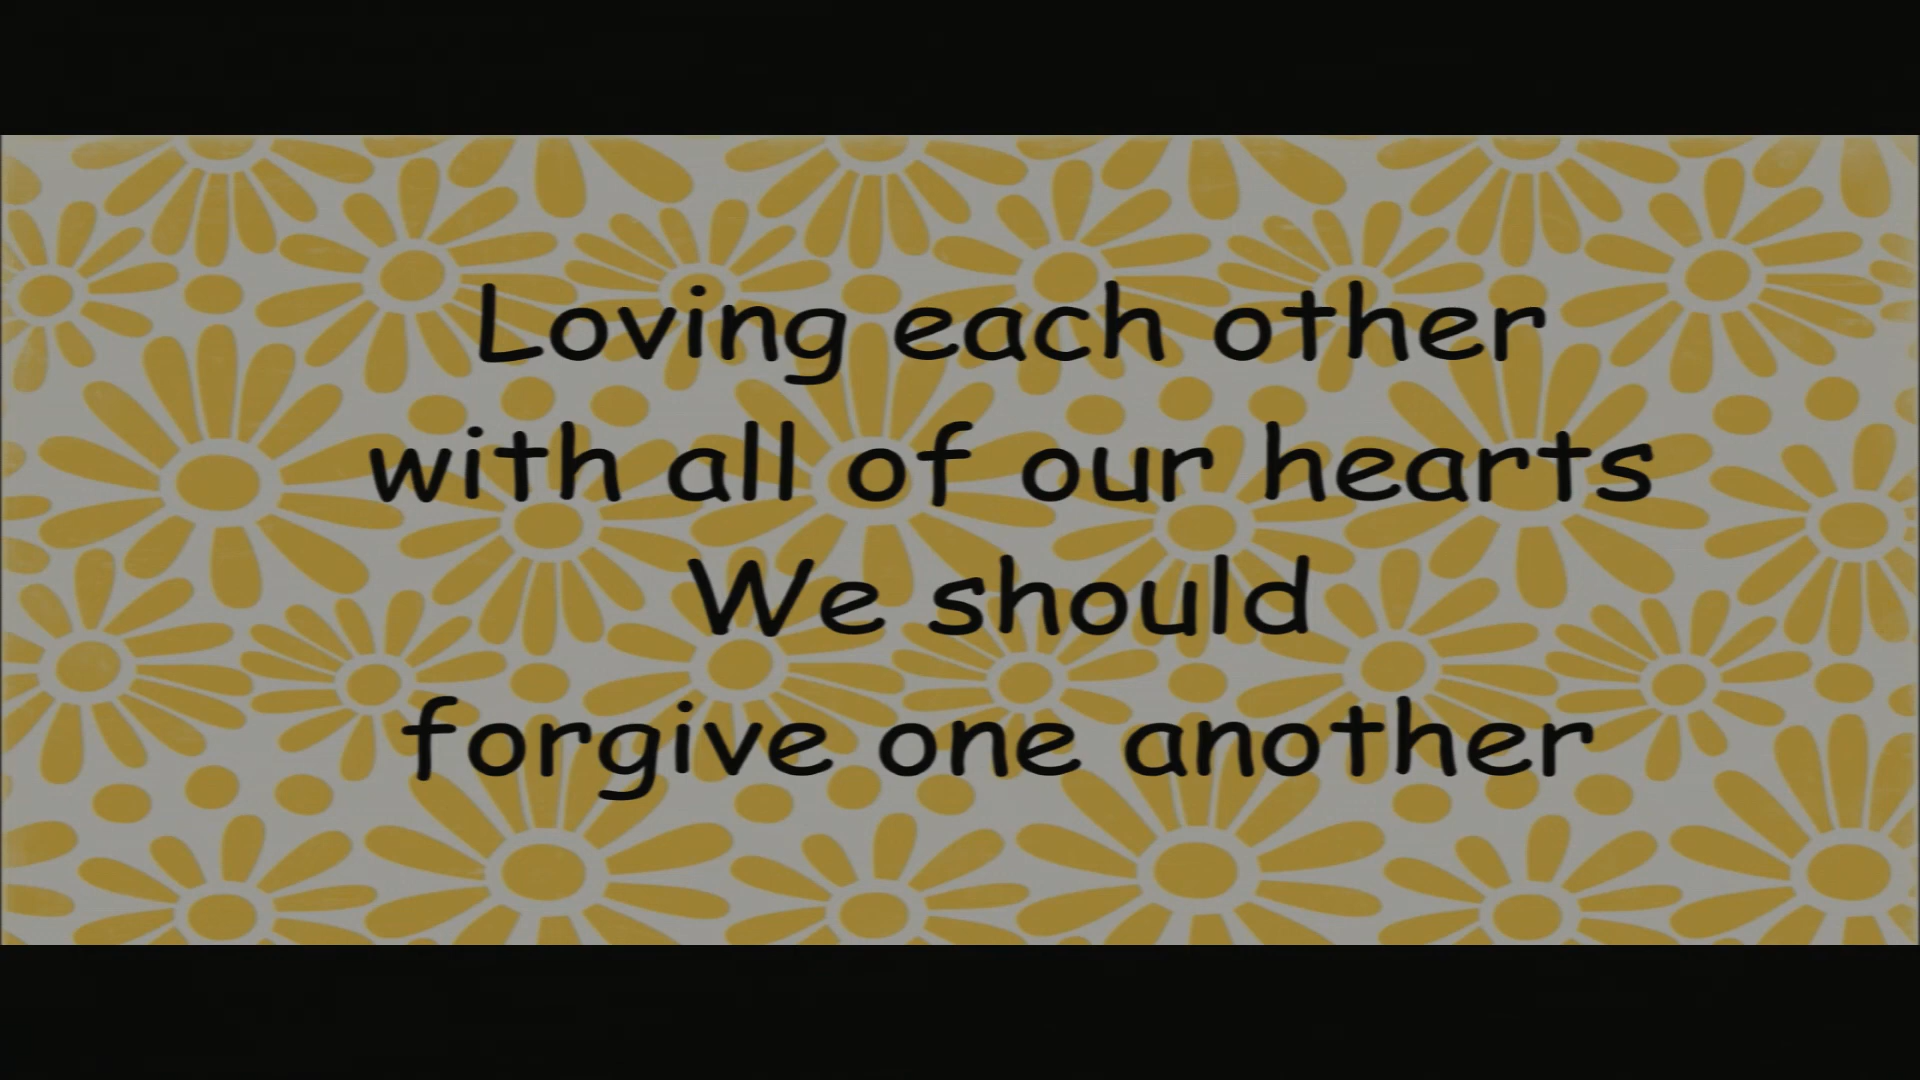 Loving each other
with all of our hearts
We should
forgive one another